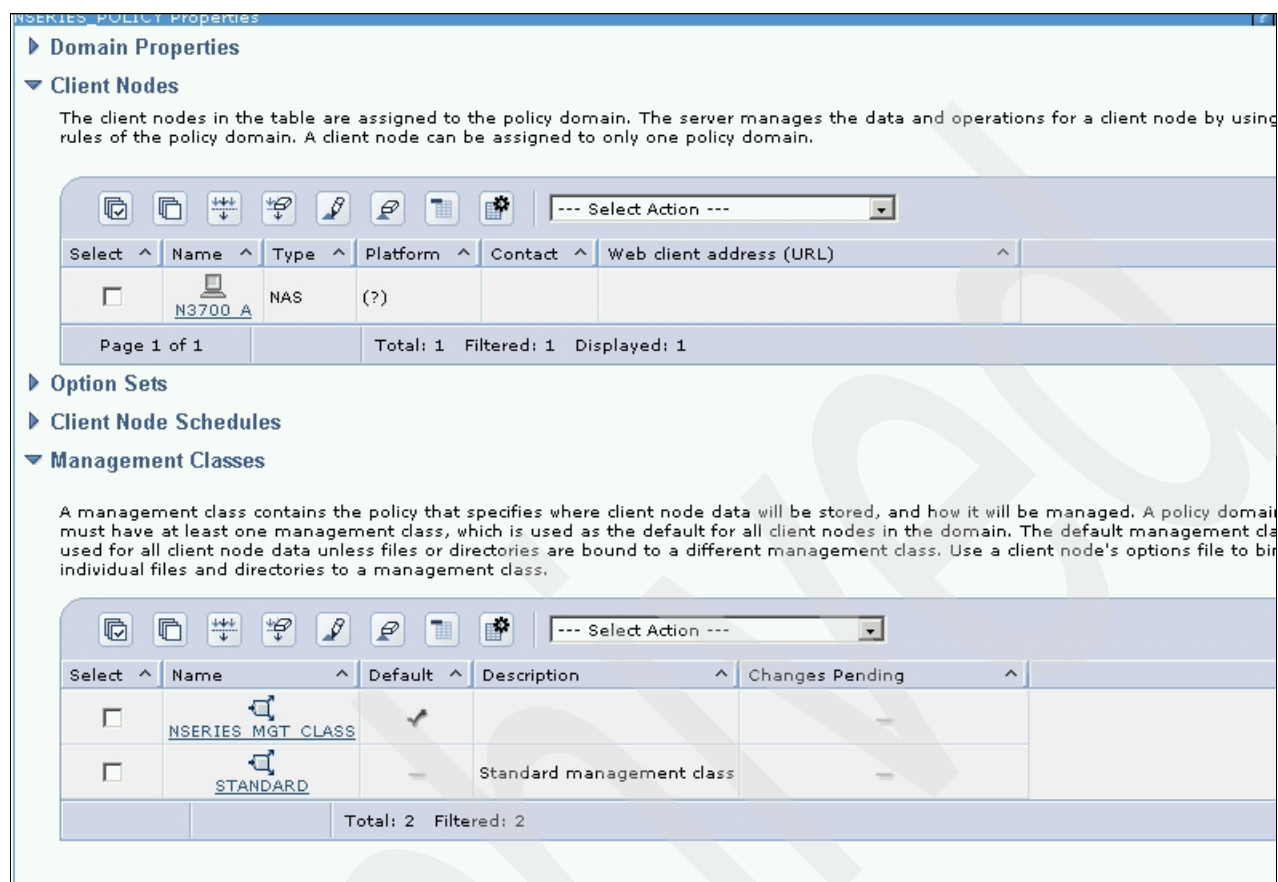 NSERIES_POLICY Properties ?
Domain Properties
Client Nodes
The client nodes in the table are assigned to the policy domain. The server manages the data and operations for a client node by using
rules of the policy domain. A client node can be assigned to only one policy domain.
--- Select Action ---
Select ^ Name ^ Type ^ Platform ^ Contact ^ Web client address (URL) ^
N3700_A NAS (?)
Page 1 of 1 Total: 1 Filtered: 1 Displayed: 1
Option Sets
Client Node Schedules
Management Classes
A management class contains the policy that specifies where client node data will be stored, and how it will be managed. A policy domai
must have at least one management class, which is used as the default for all client nodes in the domain. The default management cla
used for all client node data unless files or directories are bound to a different management class. Use a client node's options file to bi
individual files and directories to a management class.
--- Select Action ---
Select ^ Name ^ Default ^ Description ^ Changes Pending ^
NSERIES_MGT_CLASS
STANDARD Standard management class
Total: 2 Filtered: 2